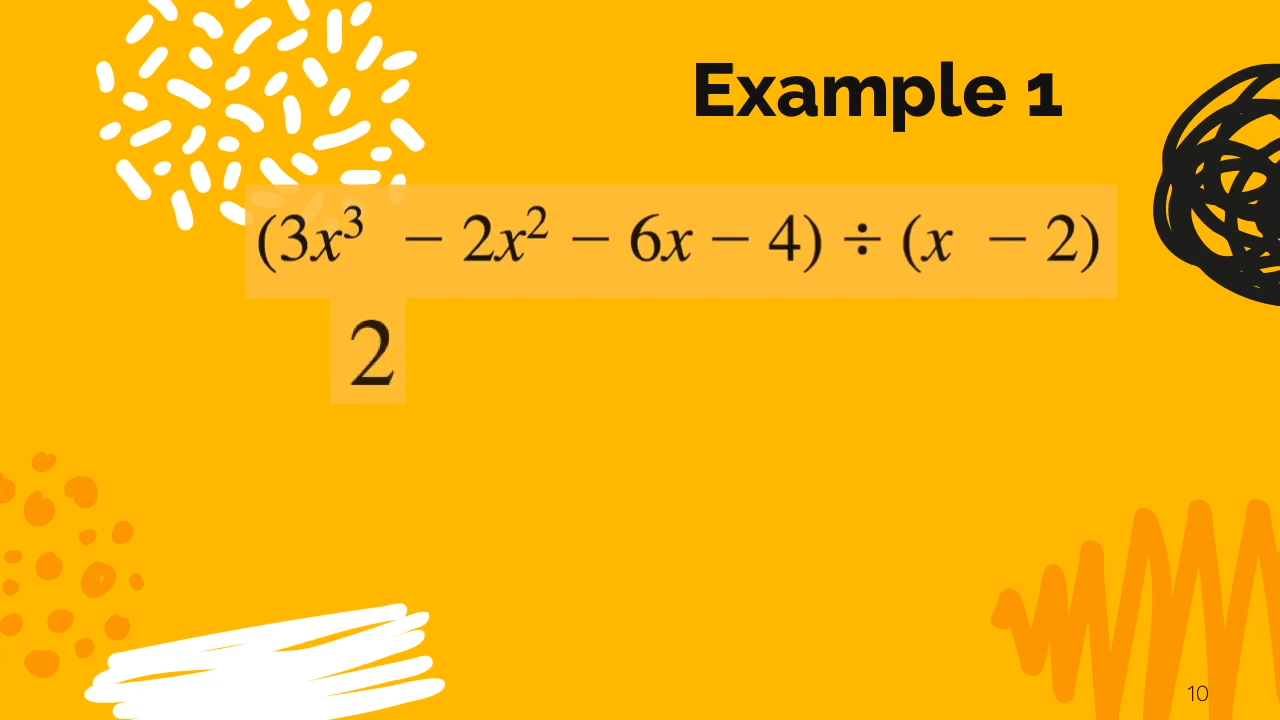 Example 1
(3x³ − 2x² − 6x − 4) ÷ (x − 2)
2
10